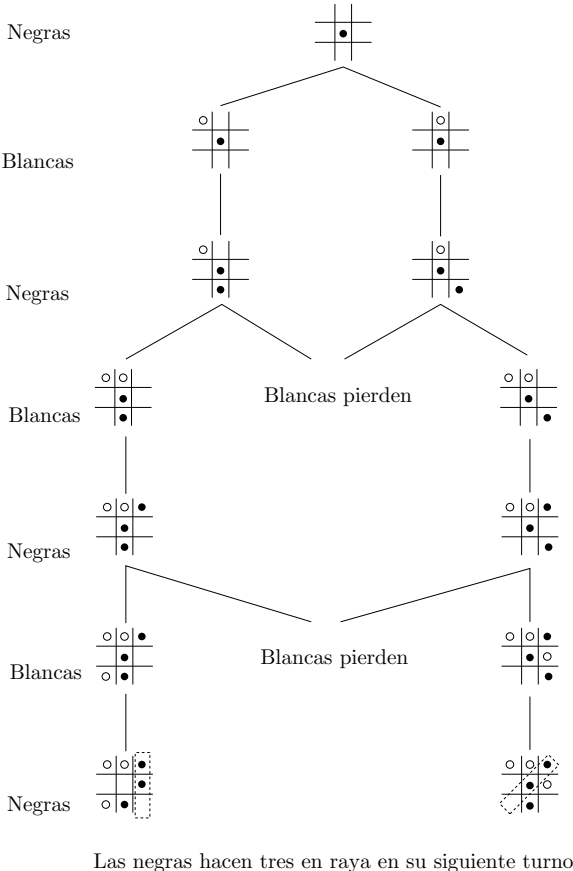 Negras
Blancas
Negras
Blancas pierden
Blancas
Negras
Blancas pierden
Blancas
Negras
Las negras hacen tres en raya en su siguiente turno